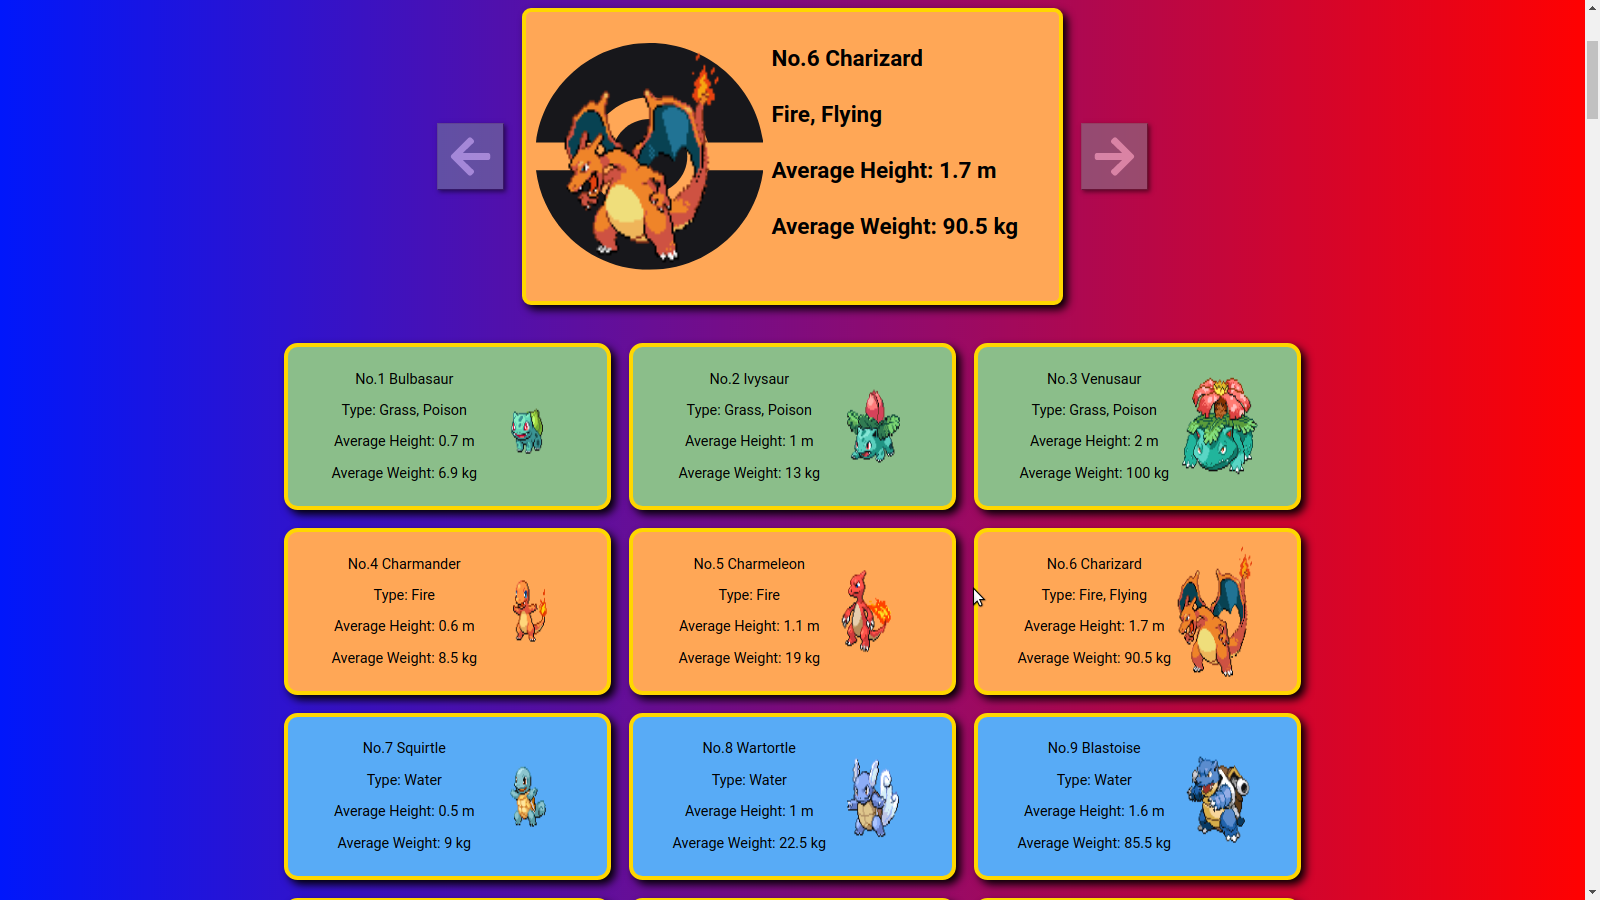 No.6 Charizard
Fire, Flying
Average Height: 1.7 m
Average Weight: 90.5 kg
No.1 Bulbasaur
Type: Grass, Poison
Average Height: 0.7 m
Average Weight: 6.9 kg
No.2 Ivysaur
Type: Grass, Poison
Average Height: 1 m
Average Weight: 13 kg
No.3 Venusaur
Type: Grass, Poison
Average Height: 2 m
Average Weight: 100 kg
No.4 Charmander
Type: Fire
Average Height: 0.6 m
Average Weight: 8.5 kg
No.5 Charmeleon
Type: Fire
Average Height: 1.1 m
Average Weight: 19 kg
No.6 Charizard
Type: Fire, Flying
Average Height: 1.7 m
Average Weight: 90.5 kg
No.7 Squirtle
Type: Water
Average Height: 0.5 m
Average Weight: 9 kg
No.8 Wartortle
Type: Water
Average Height: 1 m
Average Weight: 22.5 kg
No.9 Blastoise
Type: Water
Average Height: 1.6 m
Average Weight: 85.5 kg